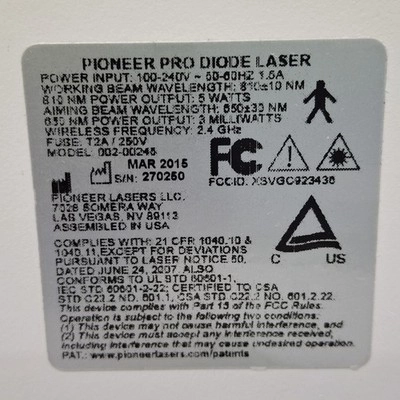 PIONEER PRO DIODE LASER
POWER INPUT: 100-240V ~ 50-60HZ 1.5A
WORKING BEAM WAVELENGTH: 810±10 NM
810 NM POWER OUTPUT: 5 WATTS
AIMING BEAM WAVELENGTH: 650±30 NM
650 NM POWER OUTPUT: 3 MILLIWATTS
WIRELESS FREQUENCY: 2.4 GHz
FUSE: T2A / 250V
MODEL: 002-00245
MAR 2015
S/N: 270250
FC
FCC-ID: XSVGC923436
PIONEER LASERS LLC.
7028 SOMERA WAY
LAS VEGAS, NV 89113
ASSEMBLED IN USA
C US
COMPLIES WITH: 21 CFR 1040.10 &
1040.11, EXCEPT FOR DEVIATIONS
PURSUANT TO LASER NOTICE 50,
DATED JUNE 24, 2007. ALSO
CONFORMS TO UL STD 60601-1,
IEC STD 60601-2-22; CERTIFIED TO CSA
STD C22.2 NO. 601.1, CSA STD C22.2 NO. 601.2.22.
This device complies with Part 15 of the FCC Rules.
Operation is subject to the following two conditions:
(1) This device may not cause harmful interference, and
(2) This device must accept any interference received,
including interference that may cause undesired operation.
PAT.: www.pioneerlasers.com/patents